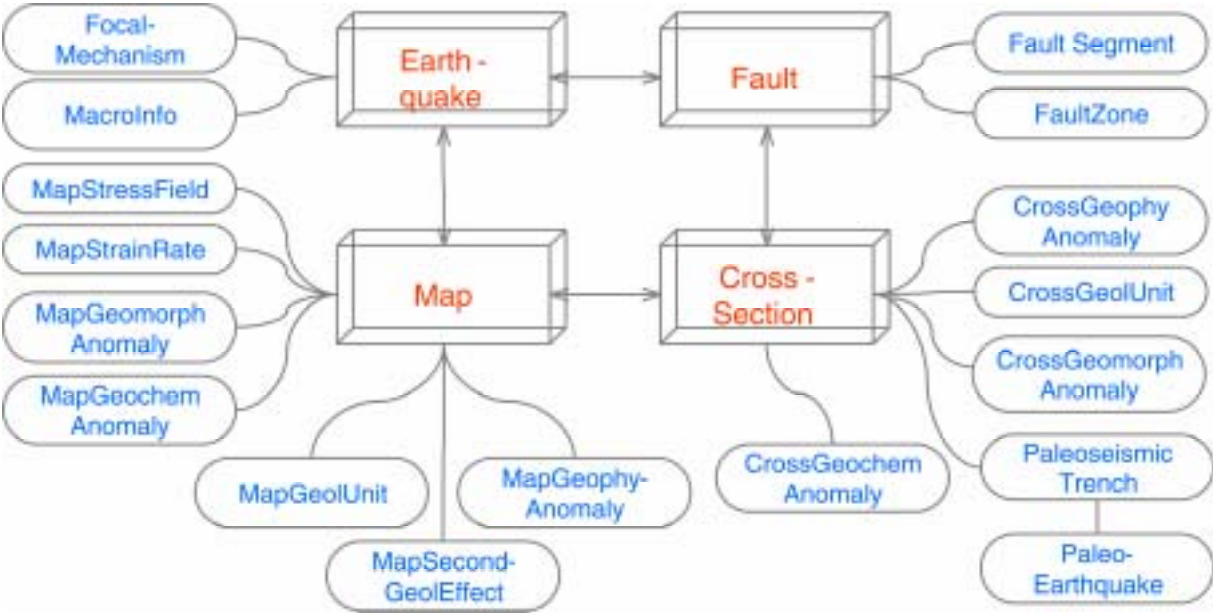 Focal-
Mechanism
MacroInfo
Earth -
quake
Fault
Fault Segment
FaultZone
MapStressField
MapStrainRate
MapGeomorph
Anomaly
MapGeochem
Anomaly
Map
Cross -
Section
CrossGeophy
Anomaly
CrossGeolUnit
CrossGeomorph
Anomaly
MapGeolUnit
MapGeophy-
Anomaly
MapSecond-
GeolEffect
CrossGeochem
Anomaly
Paleoseismic
Trench
Paleo-
Earthquake